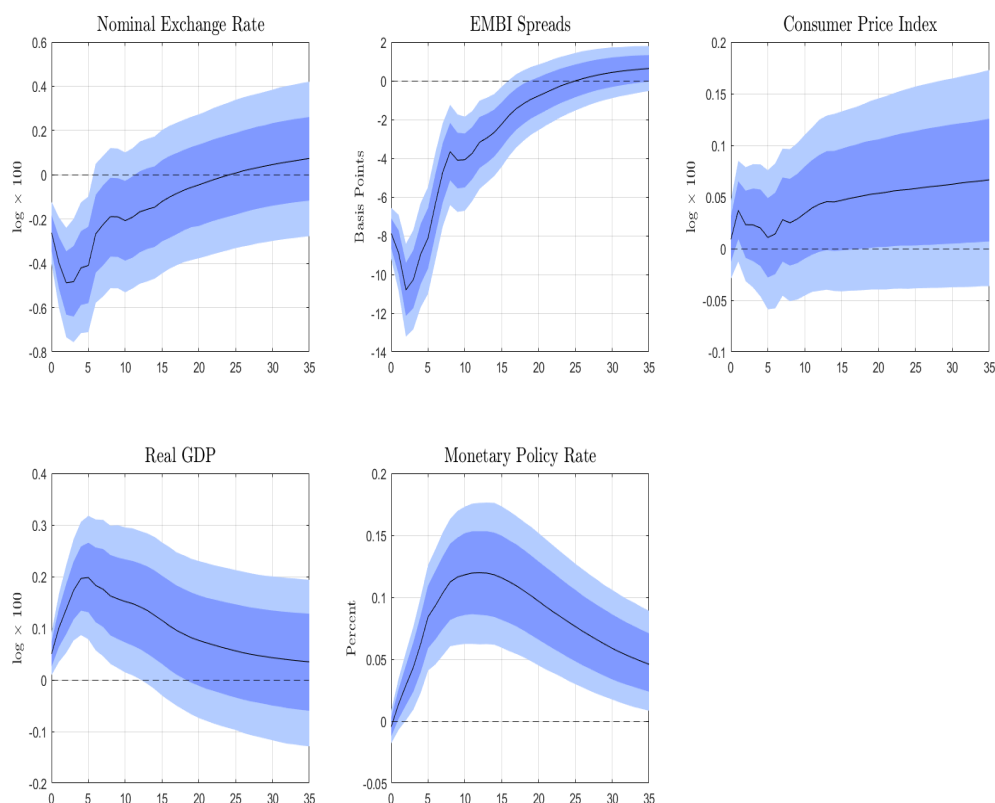 Nominal Exchange Rate
log × 100
0.6
0.4
0.2
0
-0.2
-0.4
-0.6
-0.8
0 5 10 15 20 25 30 35
EMBI Spreads
Basis Points
2
0
-2
-4
-6
-8
-10
-12
-14
0 5 10 15 20 25 30 35
Consumer Price Index
log × 100
0.2
0.15
0.1
0.05
0
-0.05
-0.1
0 5 10 15 20 25 30 35
Real GDP
log × 100
0.4
0.3
0.2
0.1
0
-0.1
-0.2
0 5 10 15 20 25 30 35
Monetary Policy Rate
Percent
0.2
0.15
0.1
0.05
0
-0.05
0 5 10 15 20 25 30 35